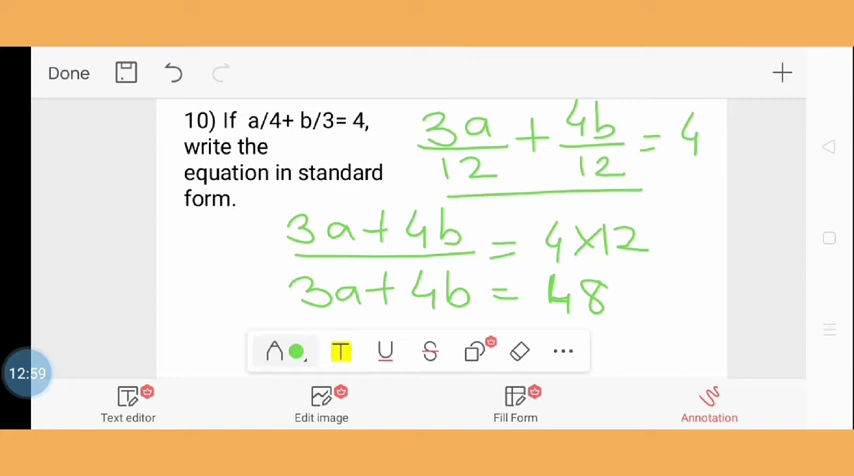 Done
10) If a/4+ b/3= 4,
write the
equation in standard
form.
3a/12 + 4b/12 = 4
3a + 4b = 4×12
3a + 4b = 48
T U S
12:59
Text editor
Edit image
Fill Form
Annotation